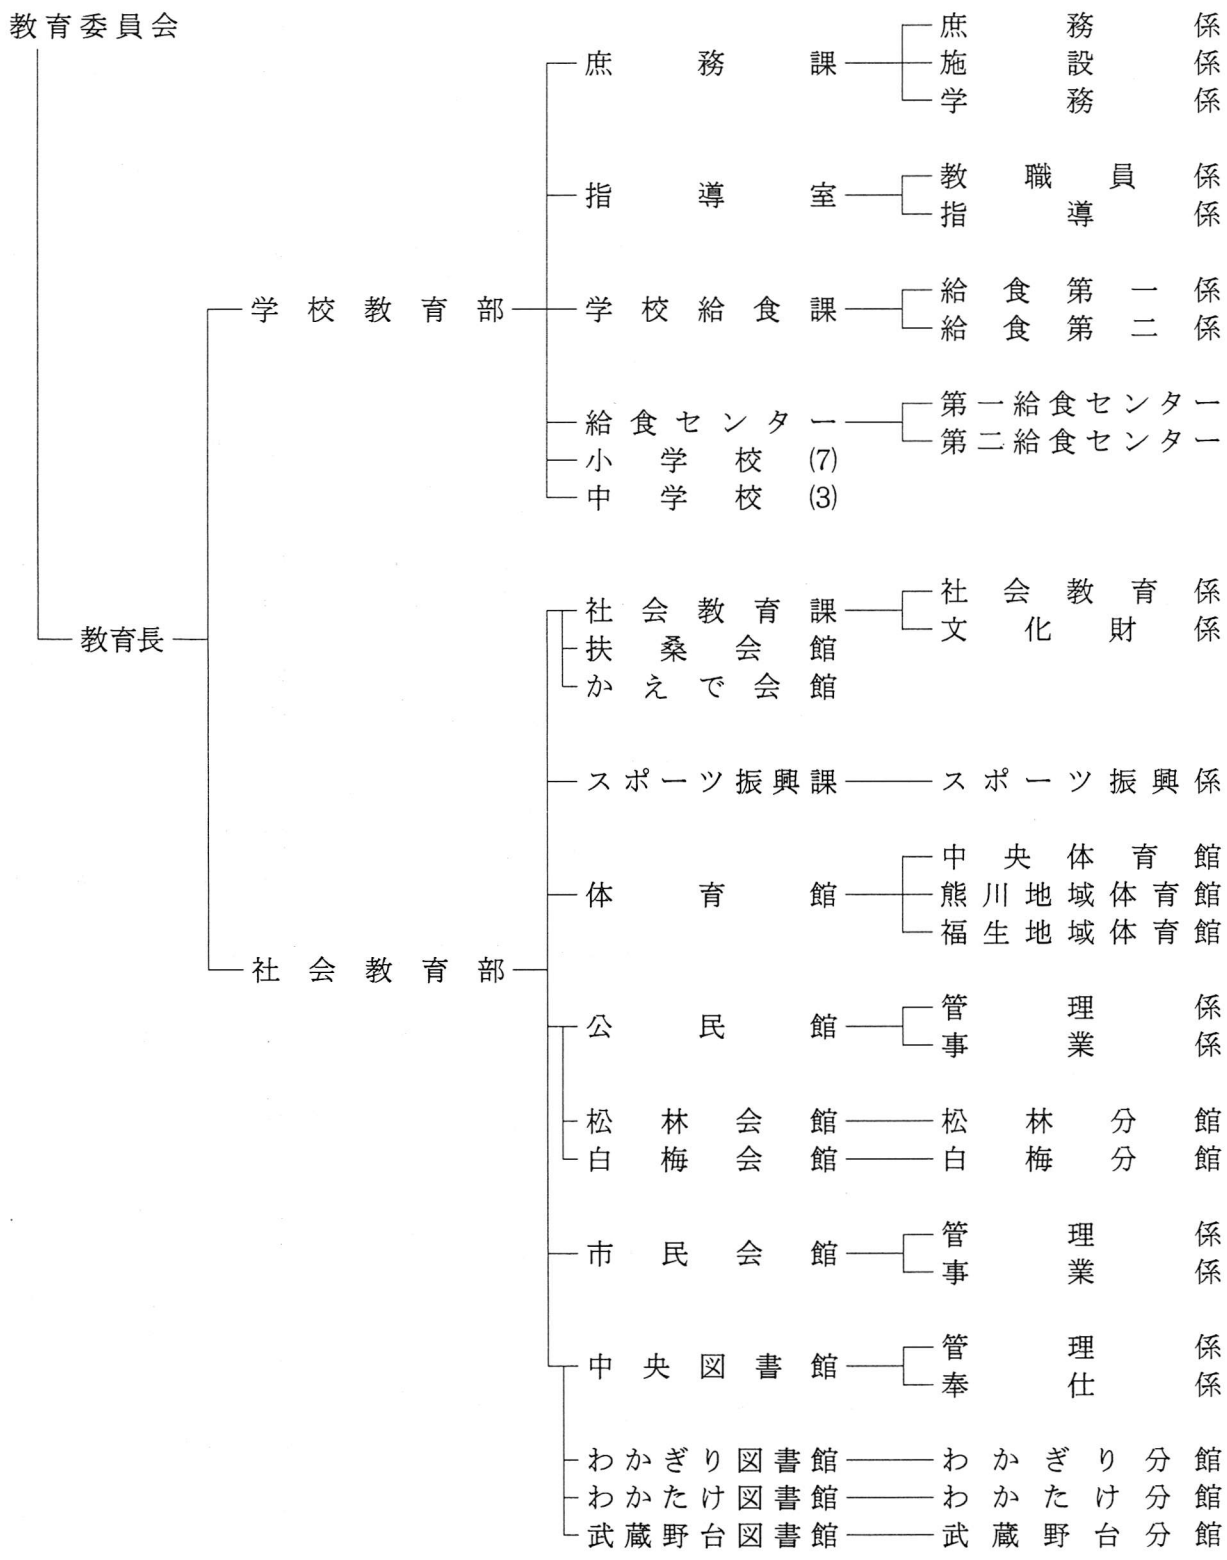 教育委員会
庶務係
庶務課
施設係
学務係
教職員係
指導室
指導係
給食第一係
学校教育部
学校給食課
給食第二係
第一給食センター
給食センター
第二給食センター
小学校(7)
中学校(3)
社会教育係
社会教育課
文化財係
教育長
扶桑会館
かえで会館
スポーツ振興課
スポーツ振興係
中央体育館
体育館
熊川地域体育館
福生地域体育館
社会教育部
管理係
公民館
事業係
松林会館
松林分館
白梅会館
白梅分館
管理係
市民会館
事業係
管理係
中央図書館
奉仕係
わかぎり図書館
わかぎり分館
わかたけ図書館
わかたけ分館
武蔵野台図書館
武蔵野台分館